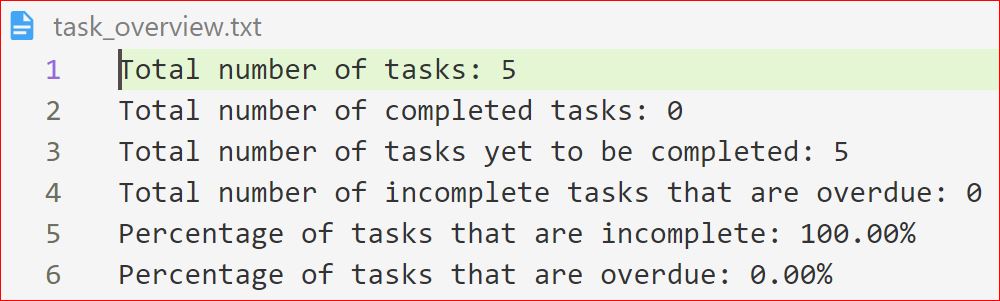 task_overview.txt
1 Total number of tasks: 5
2 Total number of completed tasks: 0
3 Total number of tasks yet to be completed: 5
4 Total number of incomplete tasks that are overdue: 0
5 Percentage of tasks that are incomplete: 100.00%
6 Percentage of tasks that are overdue: 0.00%